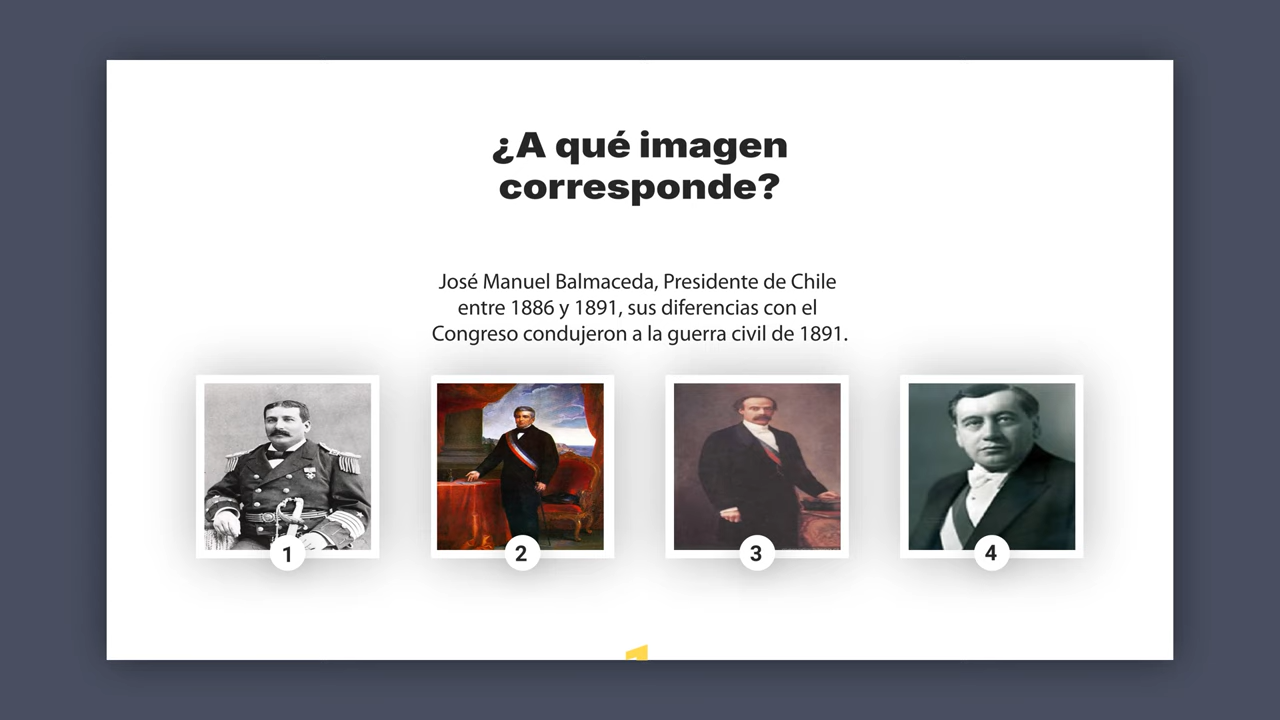 ¿A qué imagen
corresponde?
José Manuel Balmaceda, Presidente de Chile
entre 1886 y 1891, sus diferencias con el
Congreso condujeron a la guerra civil de 1891.
1
2
3
4